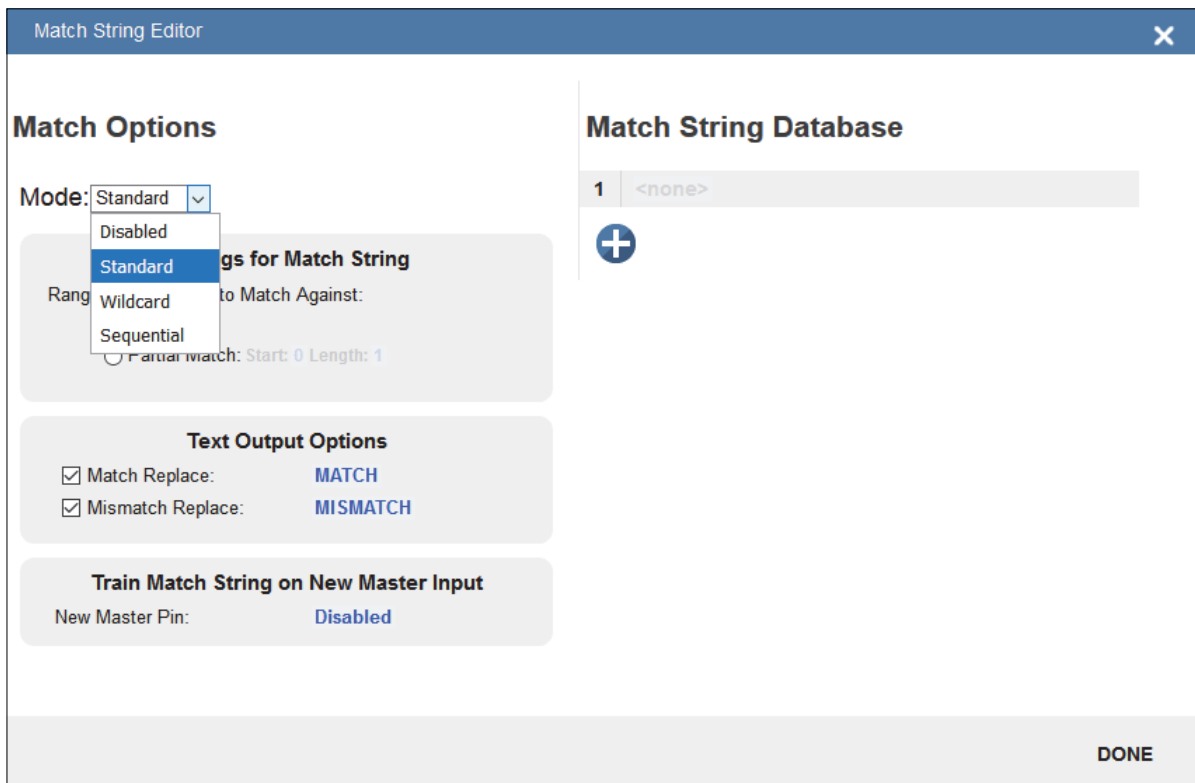 Match String Editor
Match Options
Mode: Standard
Disabled
Standard
Wildcard
Sequential
gs for Match String
Rang to Match Against:
Partial Match: Start: 0 Length: 1
Text Output Options
Match Replace: MATCH
Mismatch Replace: MISMATCH
Train Match String on New Master Input
New Master Pin: Disabled
Match String Database
1 <none>
DONE